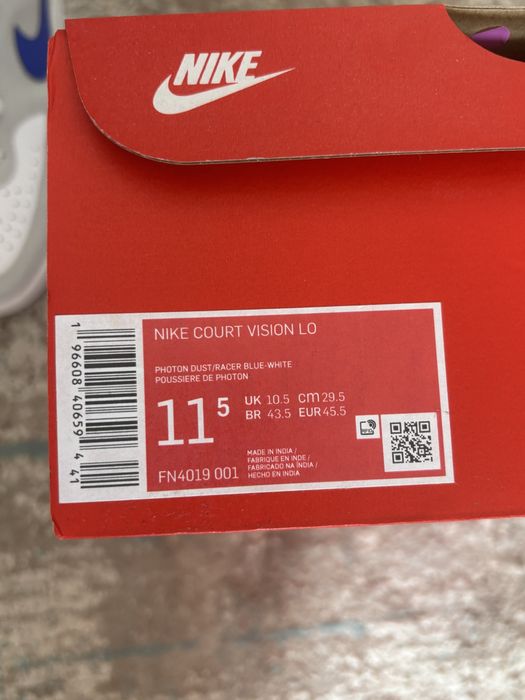 NIKE
NIKE COURT VISION LO
PHOTON DUST/RACER BLUE-WHITE
POUSSIERE DE PHOTON
11 5
UK 10.5 CM 29.5
BR 43.5 EUR 45.5
MADE IN INDIA /
FABRIQUE EN INDE /
FABRICADO NA ÍNDIA /
HECHO EN INDIA
FN4019 001
1 96608 40659 4 41